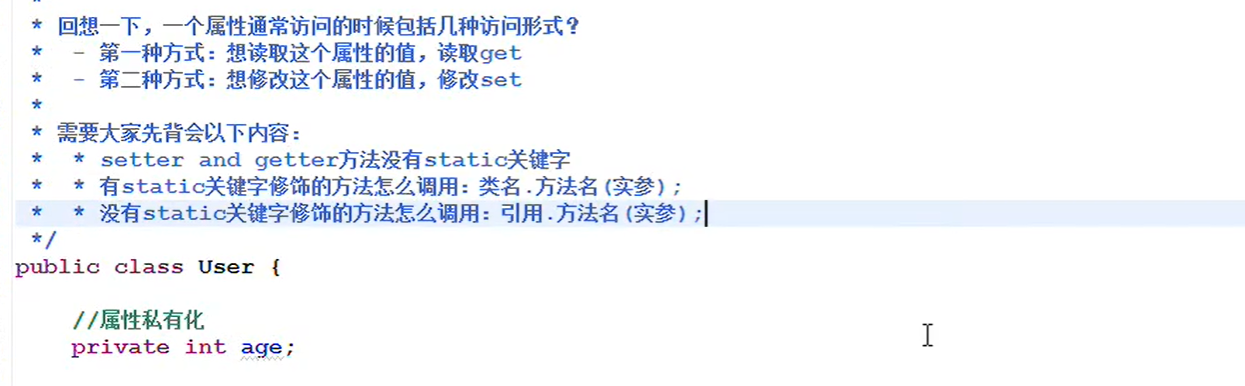 *
* 回想一下，一个属性通常访问的时候包括几种访问形式？
*  - 第一种方式：想读取这个属性的值，读取get
*  - 第二种方式：想修改这个属性的值，修改set
*
* 需要大家先背会以下内容：
*  * setter and getter方法没有static关键字
*  * 有static关键字修饰的方法怎么调用：类名.方法名(实参);
*  * 没有static关键字修饰的方法怎么调用：引用.方法名(实参);
*/
public class User {
//属性私有化
private int age;